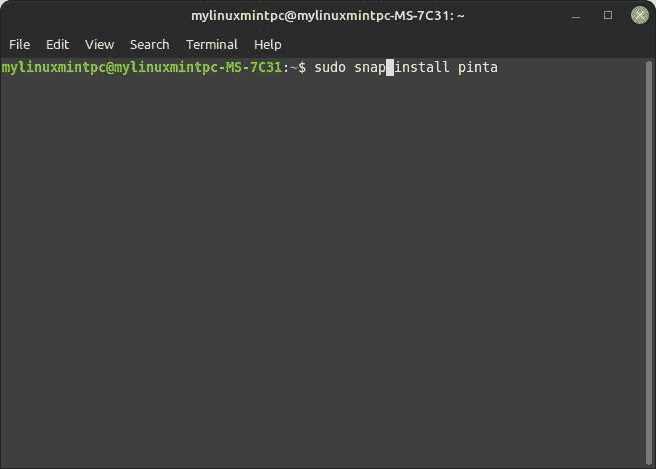 mylinuxmintpc@mylinuxmintpc-MS-7C31: ~
File Edit View Search Terminal Help
mylinuxmintpc@mylinuxmintpc-MS-7C31:~$ sudo snap install pinta